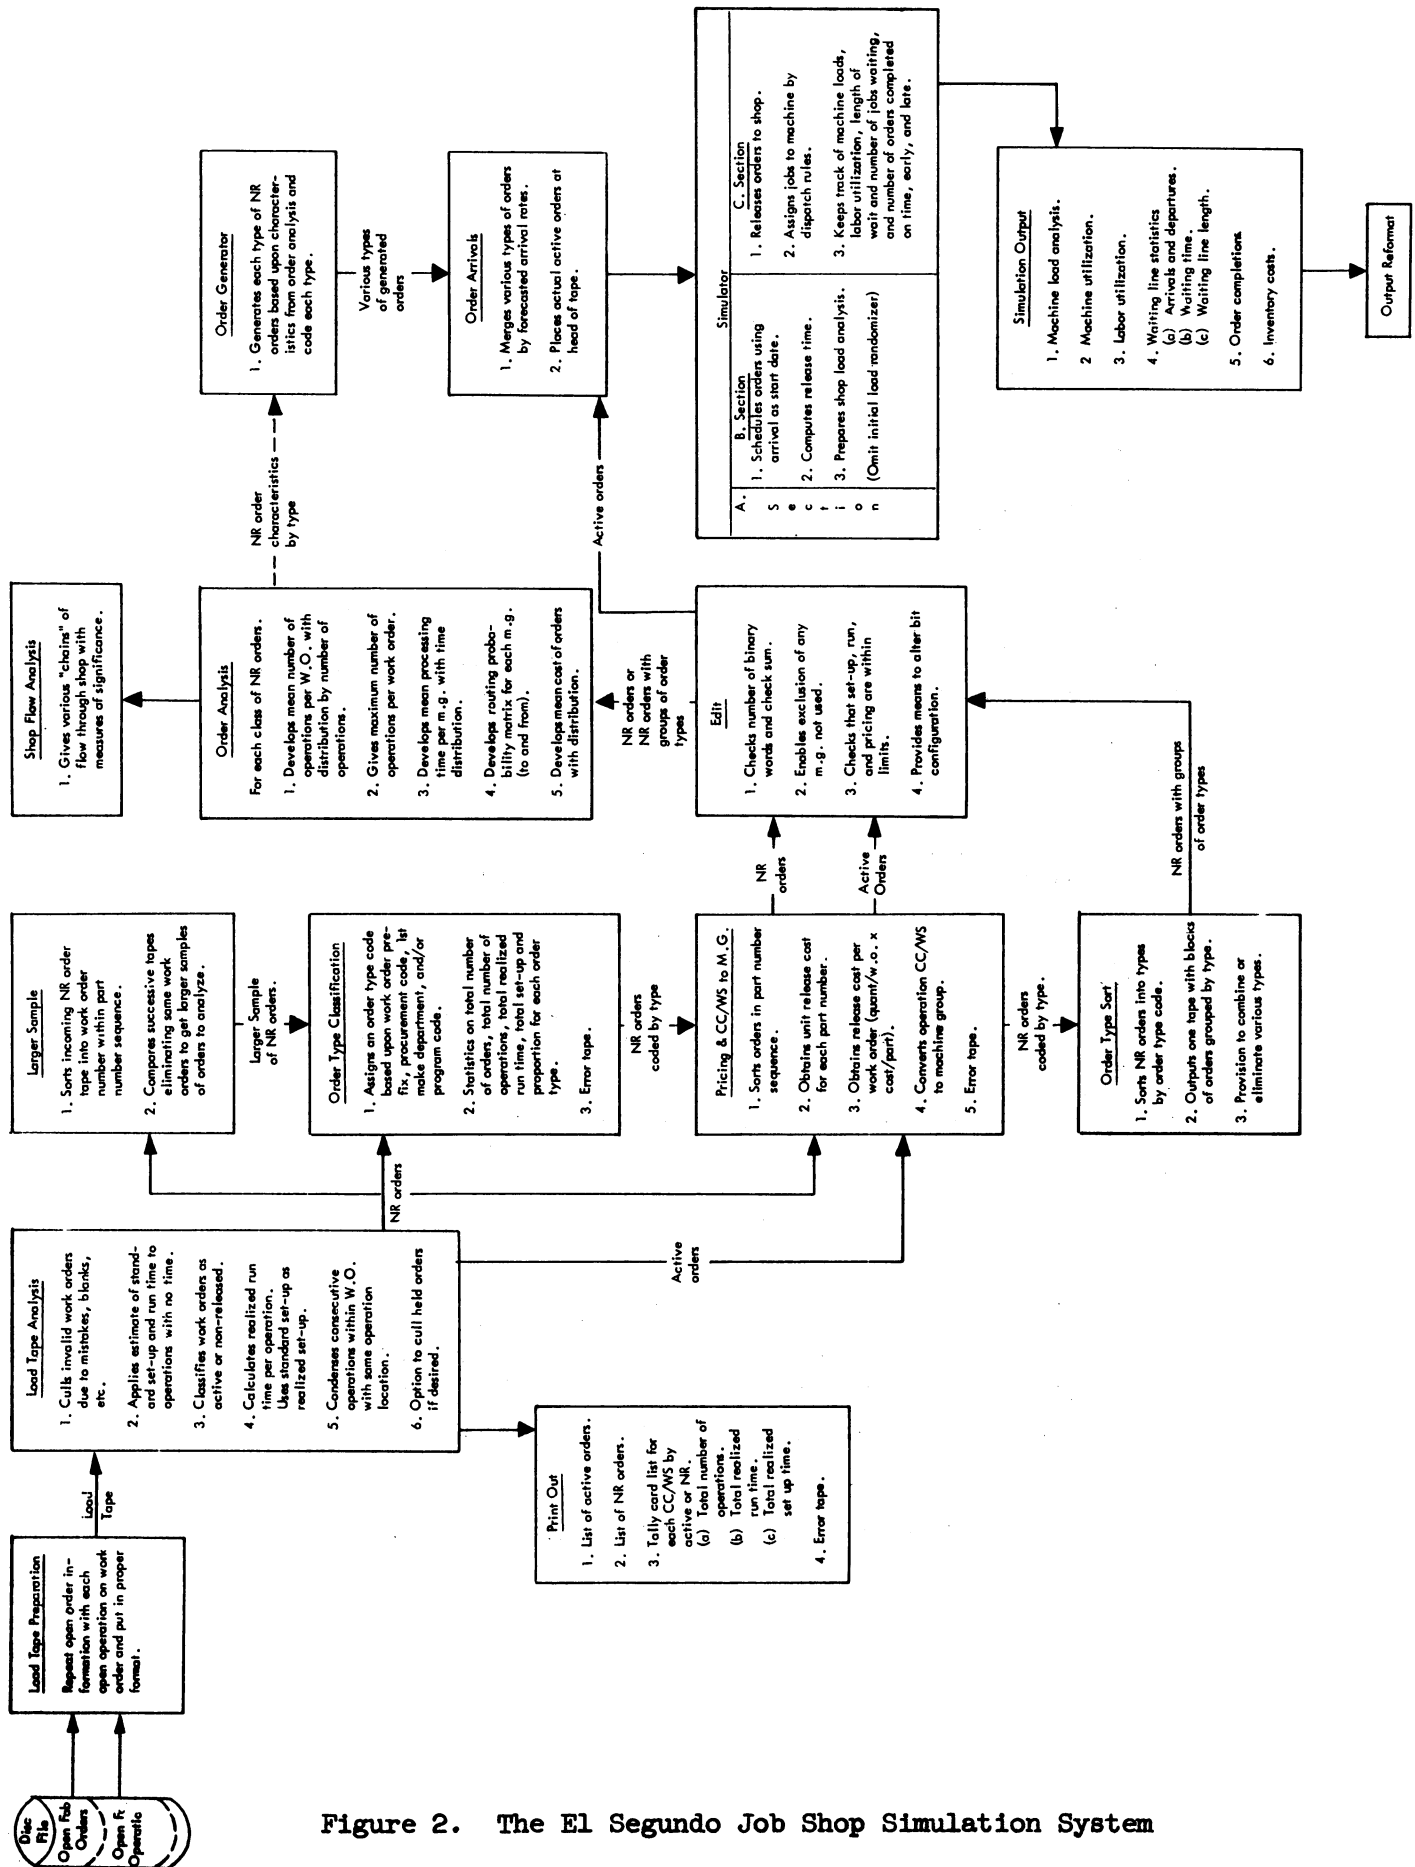 Disc
File
Open Fab
Orders
Open F
Operatio
Load Tape Preparation
Repeat open order in-
formation with each
open operation on work
order and put in proper
format.
Load
Tape
Load Tape Analysis
1. Culls invalid work orders
due to mistakes, blanks,
etc.
2. Applies estimate of stand-
ard set-up and run time to
operations with no time.
3. Classifies work orders as
active or non-released.
4. Calculates realized run
time per operation.
Uses standard set-up as
realized set-up.
5. Condenses consecutive
operations within W.O.
with same operation
location.
6. Option to cull held orders
if desired.
Print Out
1. List of active orders.
2. List of NR orders.
3. Tally card list for
each CC/WS by
active or NR.
(a) Total number of
operations.
(b) Total realized
run time.
(c) Total realized
set up time.
4. Error tape.
NR orders
Active
orders
Larger Sample
1. Sorts incoming NR order
tape into work order
number within part
number sequence.
2. Compares successive tapes
eliminating same work
orders to get larger samples
of orders to analyze.
Larger Sample
of NR orders.
Order Type Classification
1. Assigns an order type code
based upon work order pre-
fix, procurement code, 1st
make department, and/or
program code.
2. Statistics on total number
of orders, total number of
operations, total realized
run time, total set-up and
proportion for each order
type.
3. Error tape.
NR orders
coded by type
Pricing & CC/WS to M.G.
1. Sorts orders in part number
sequence.
2. Obtains unit release cost
for each part number.
3. Obtains release cost per
work order (quant/w.o. x
cost/part).
4. Converts operation CC/WS
to machine group.
5. Error tape.
NR orders
coded by type.
Order Type Sort
1. Sorts NR orders into types
by order type code.
2. Outputs one tape with blocks
of orders grouped by type.
3. Provision to combine or
eliminate various types.
NR
orders
Active
Orders
NR orders with groups
of order types
Shop Flow Analysis
1. Gives various "chains" of
flow through shop with
measures of significance.
Order Analysis
For each class of NR orders.
1. Develops mean number of
operations per W.O. with
distribution by number of
operations.
2. Gives maximum number of
operations per work order.
3. Develops mean processing
time per m.g. with time
distribution.
4. Develops routing proba-
bility matrix for each m.g.
(to and from).
5. Develops mean cost of orders
with distribution.
NR orders or
NR orders with
groups of order
types
Edit
1. Checks number of binary
words and check sum.
2. Enables exclusion of any
m.g. not used.
3. Checks that set-up, run,
and pricing are within
limits.
4. Provides means to alter bit
configuration.
NR order
characteristics
by type
Active orders
Order Generator
1. Generates each type of NR
orders based upon character-
istics from order analysis and
code each type.
Various types
of generated
orders
Order Arrivals
1. Merges various types of orders
by forecasted arrival rates.
2. Places actual active orders at
head of tape.
Simulator
A.
S
e
c
t
i
o
n
B. Section
1. Schedules orders using
arrival as start date.
2. Computes release time.
3. Prepares shop load analysis.
(Omit initial load randomizer)
C. Section
1. Releases orders to shop.
2. Assigns jobs to machine by
dispatch rules.
3. Keeps track of machine loads,
labor utilization, length of
wait and number of jobs waiting,
and number of orders completed
on time, early, and late.
Simulation Output
1. Machine load analysis.
2 Machine utilization.
3. Labor utilization.
4. Waiting line statistics
(a) Arrivals and departures.
(b) Waiting time.
(c) Waiting line length.
5. Order completions
6. Inventory costs.
Output Reformat
Figure 2. The El Segundo Job Shop Simulation System